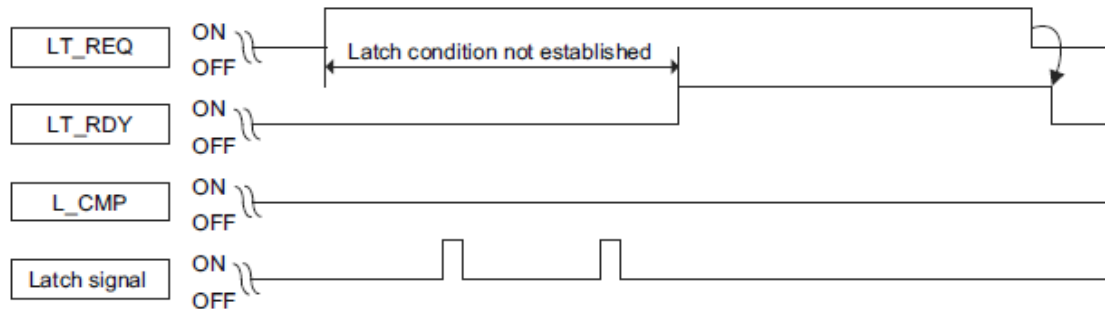 LT_REQ
ON
OFF
Latch condition not established
LT_RDY
ON
OFF
L_CMP
ON
OFF
Latch signal
ON
OFF